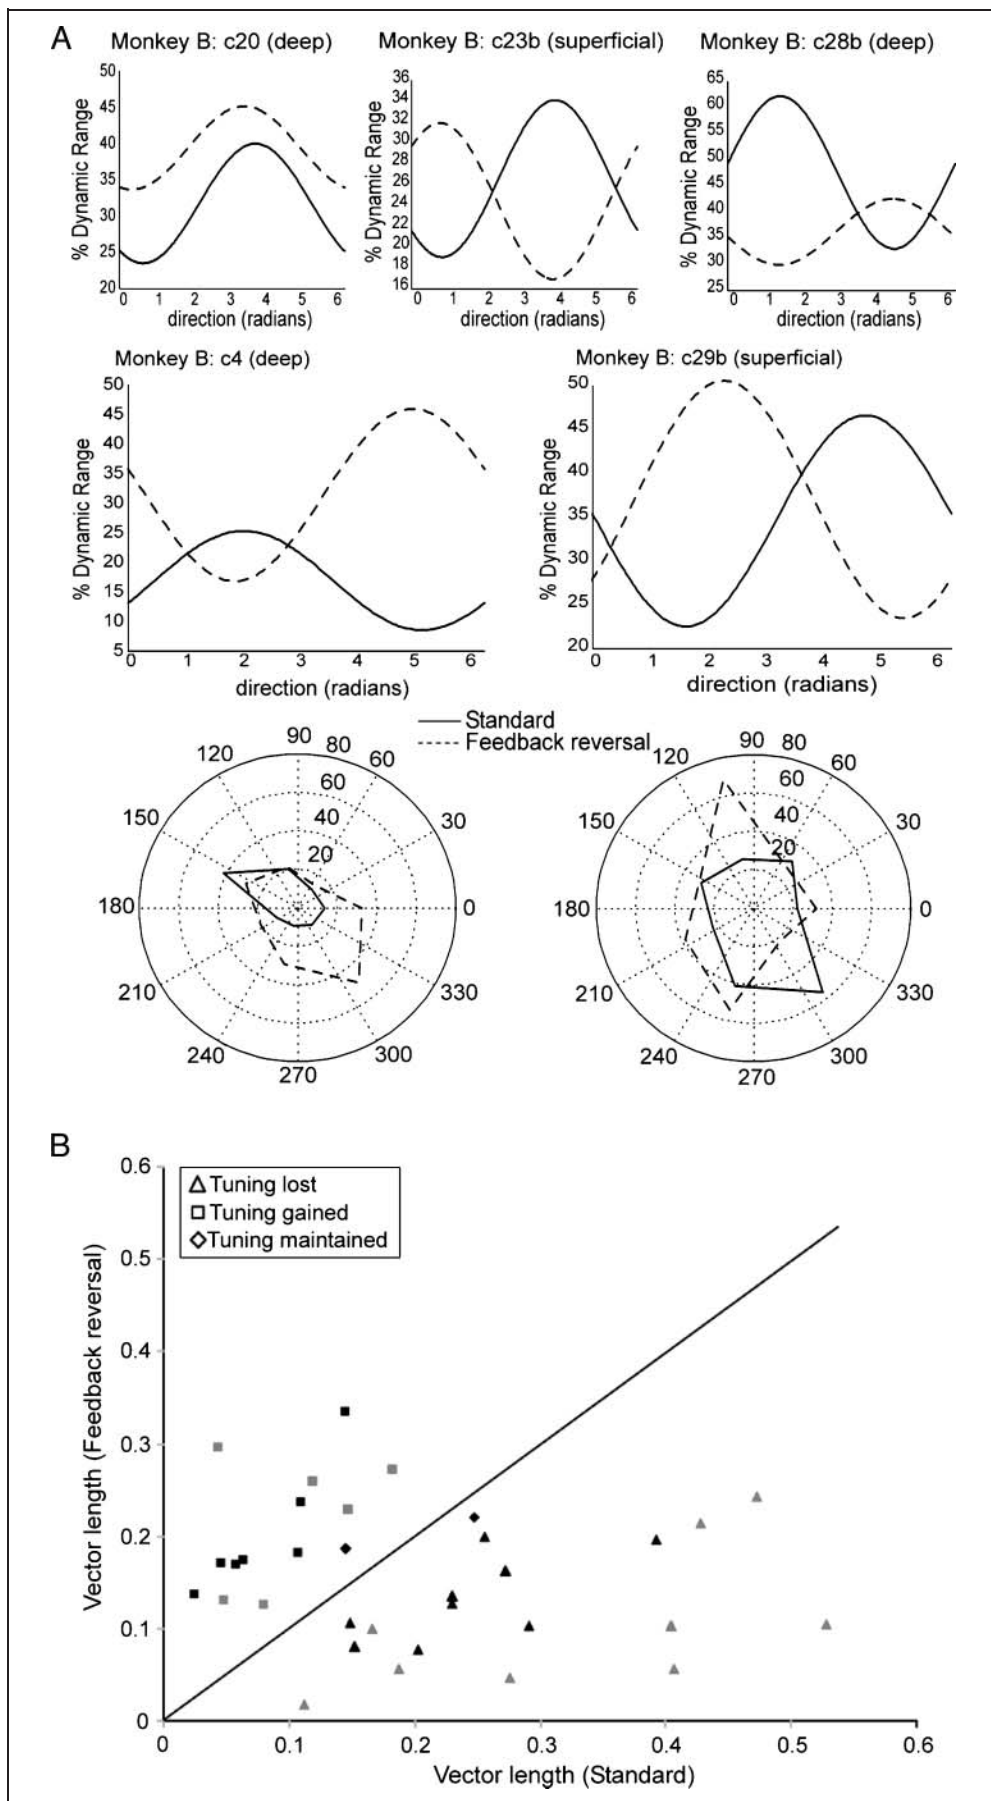 A
Monkey B: c20 (deep)
Monkey B: c23b (superficial)
Monkey B: c28b (deep)
% Dynamic Range
50
45
40
35
30
25
20
0 1 2 3 4 5 6
direction (radians)
% Dynamic Range
36
34
32
30
28
26
24
22
20
18
16
0 1 2 3 4 5 6
direction (radians)
% Dynamic Range
65
60
55
50
45
40
35
30
25
0 1 2 3 4 5 6
direction (radians)
Monkey B: c4 (deep)
% Dynamic Range
50
45
40
35
30
25
20
15
10
5
0 1 2 3 4 5 6
direction (radians)
Monkey B: c29b (superficial)
% Dynamic Range
50
45
40
35
30
25
20
0 1 2 3 4 5 6
direction (radians)
Standard
Feedback reversal
90 80 60
120
60
150
40
30
20
180
0
210
330
240
300
270
90 80 60
120
60
150
40
30
20
180
0
210
330
240
300
270
B
Tuning lost
Tuning gained
Tuning maintained
Vector length (Feedback reversal)
0.6
0.5
0.4
0.3
0.2
0.1
0
0 0.1 0.2 0.3 0.4 0.5 0.6
Vector length (Standard)